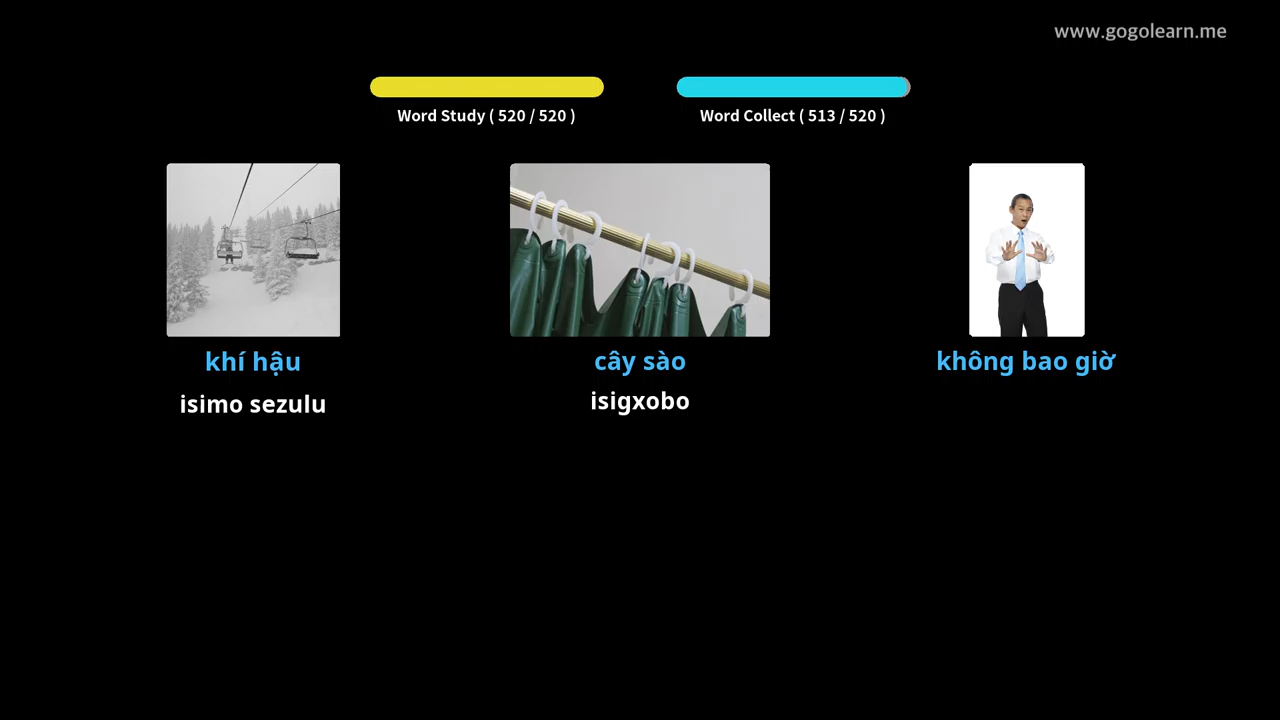 www.gogolearn.me
Word Study ( 520 / 520 )
Word Collect ( 513 / 520 )
khí hậu
cây sào
không bao giờ
isimo sezulu
isigxobo